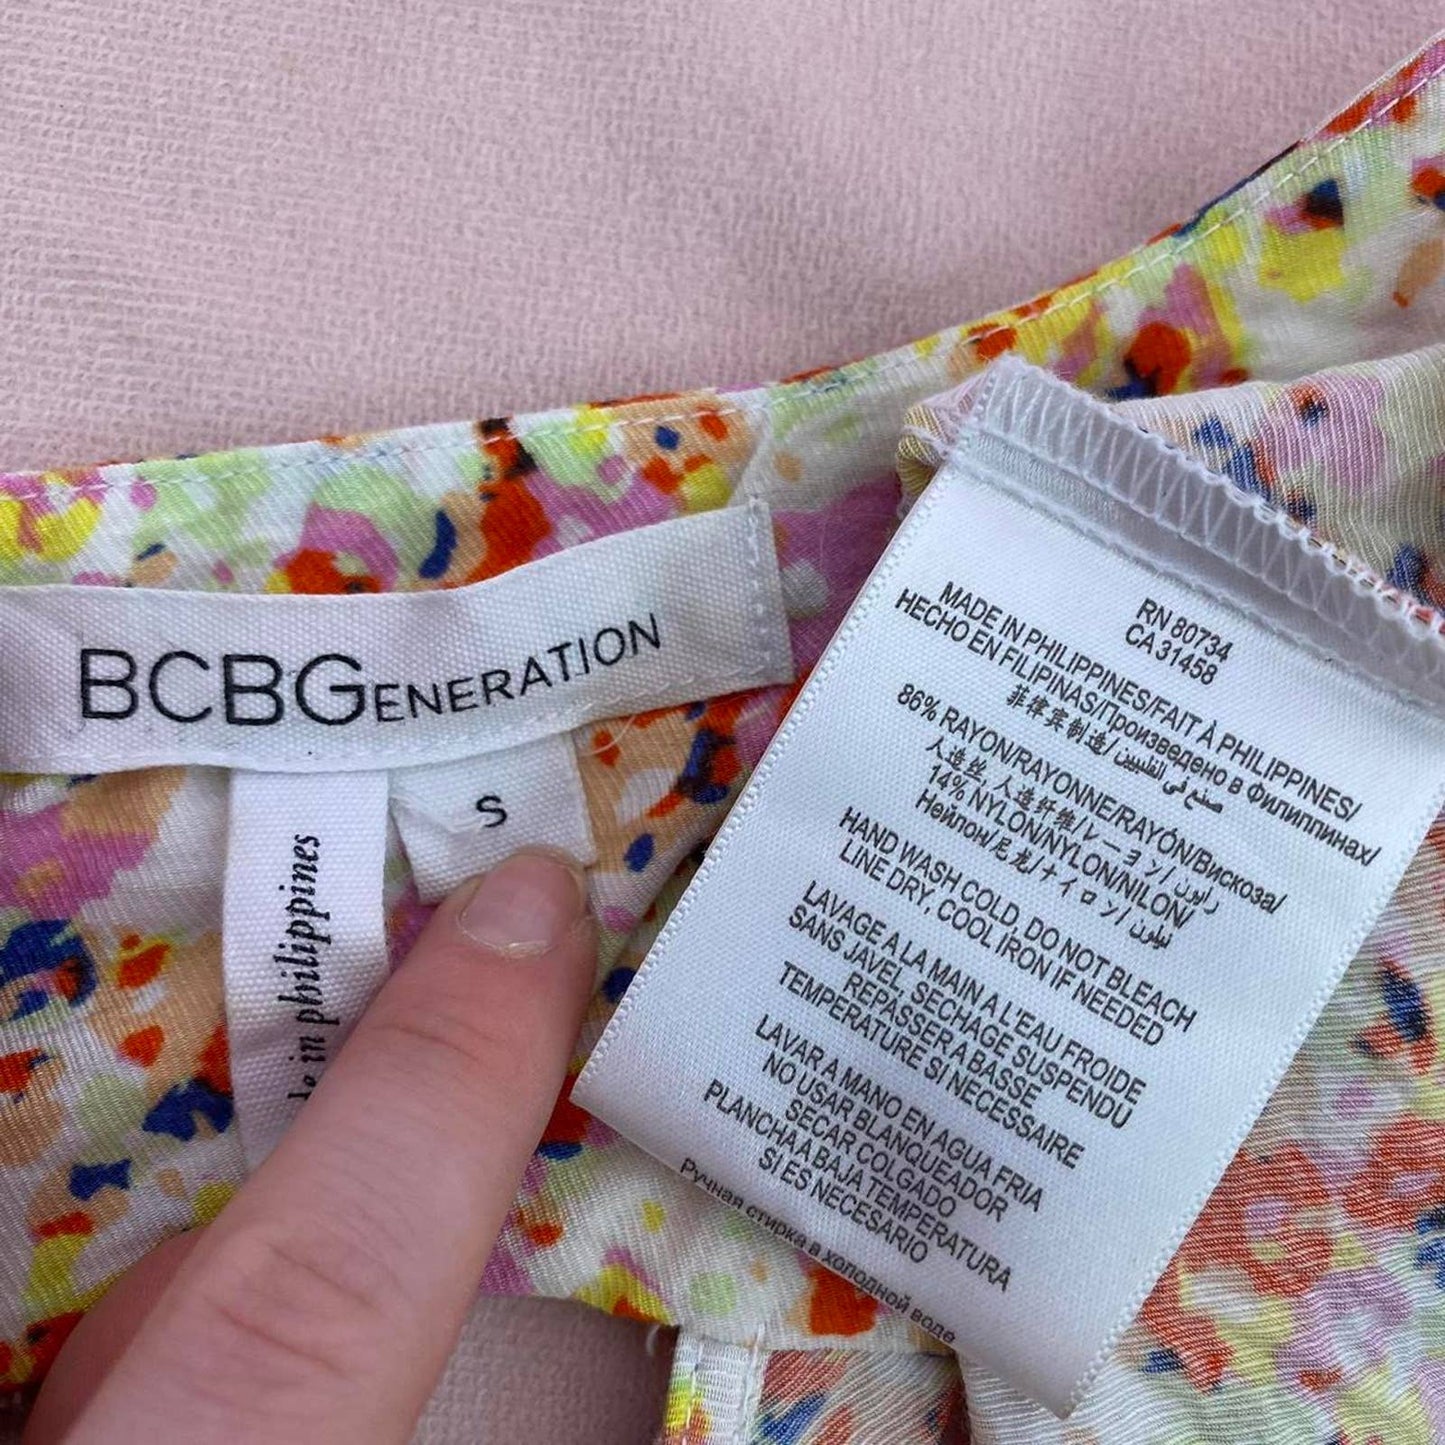 BCBGENERATION
S
in philippines
RN 80734
CA 31458
MADE IN PHILIPPINES/FAIT À PHILIPPINES/
HECHO EN FILIPINAS/Произведено в Филиппинах/
菲律宾制造/صنع في الفلبين
86% RAYON/RAYONNE/RAYÓN/Вискоза/
人造丝, 人造纤维/レーヨン/رايون
14% NYLON/NYLON/NILON/
Нейлон/尼龙/ナイロン/نيلون
HAND WASH COLD, DO NOT BLEACH
LINE DRY, COOL IRON IF NEEDED
LAVAGE A LA MAIN A L'EAU FROIDE
SANS JAVEL, SECHAGE SUSPENDU
REPASSER A BASSE
TEMPERATURE SI NECESSAIRE
LAVAR A MANO EN AGUA FRIA
NO USAR BLANQUEADOR
SECAR COLGADO
PLANCHA A BAJA TEMPERATURA
SI ES NECESARIO
Ручная стирка в холодной воде